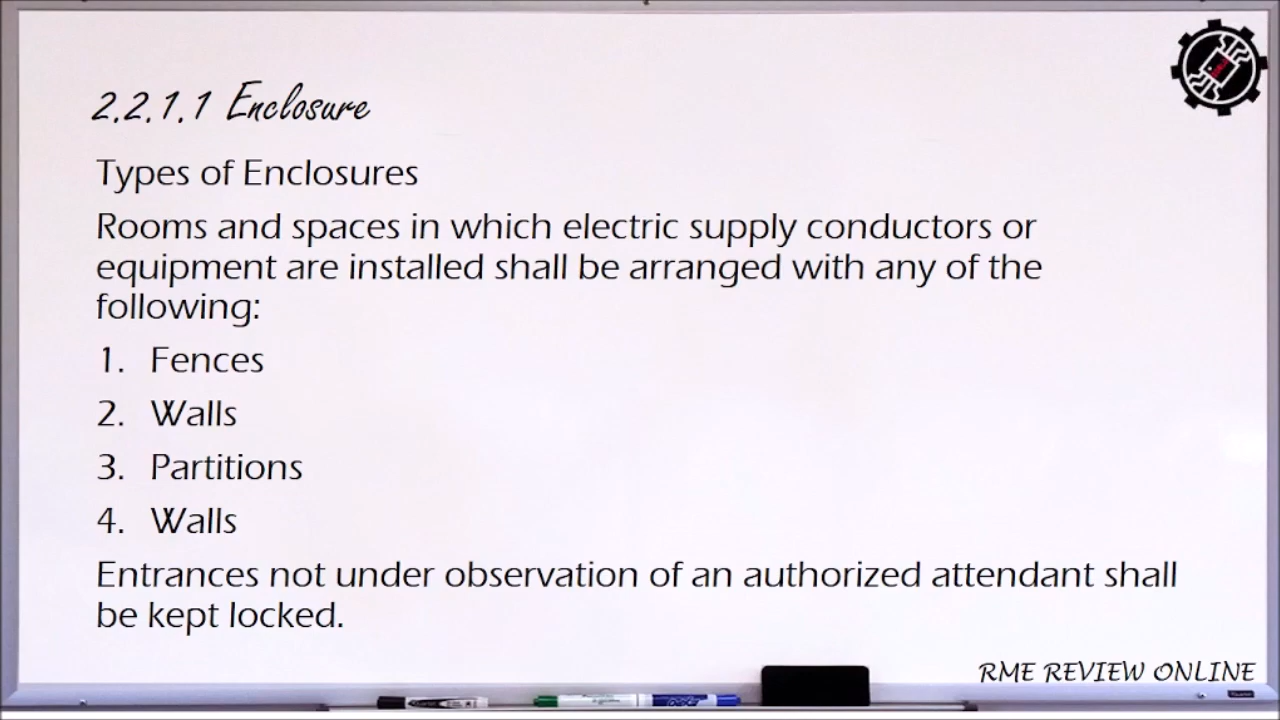 2.2.1.1 Enclosure
Types of Enclosures
Rooms and spaces in which electric supply conductors or
equipment are installed shall be arranged with any of the
following:
1. Fences
2. Walls
3. Partitions
4. Walls
Entrances not under observation of an authorized attendant shall
be kept locked.
RME REVIEW ONLINE